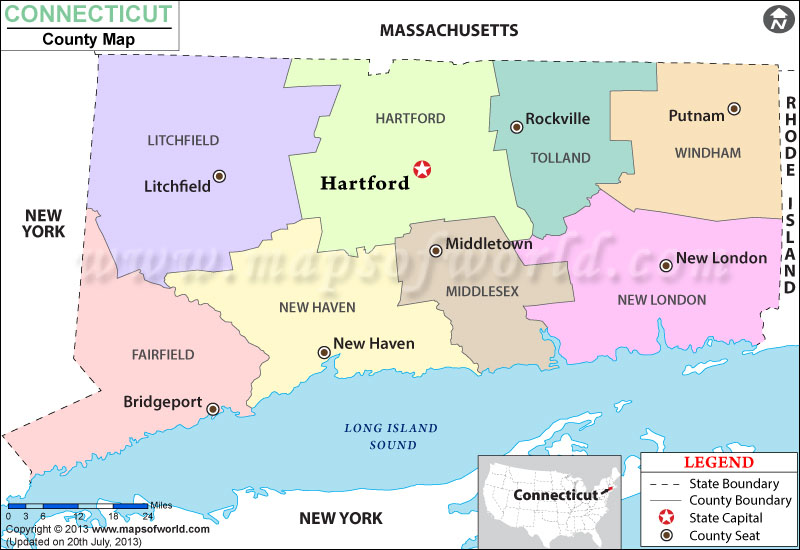 CONNECTICUT
County Map
MASSACHUSETTS
N
RHODE ISLAND
NEW
YORK
LITCHFIELD
Litchfield
HARTFORD
Hartford
Rockville
TOLLAND
Putnam
WINDHAM
www.mapsofworld.com
Middletown
MIDDLESEX
New London
NEW LONDON
NEW HAVEN
New Haven
FAIRFIELD
Bridgeport
LONG ISLAND
SOUND
NEW YORK
Connecticut
LEGEND
State Boundary
County Boundary
State Capital
County Seat
Miles
0 3 6 12 18 24
Copyright © 2013 www.mapsofworld.com
(Updated on 20th July, 2013)